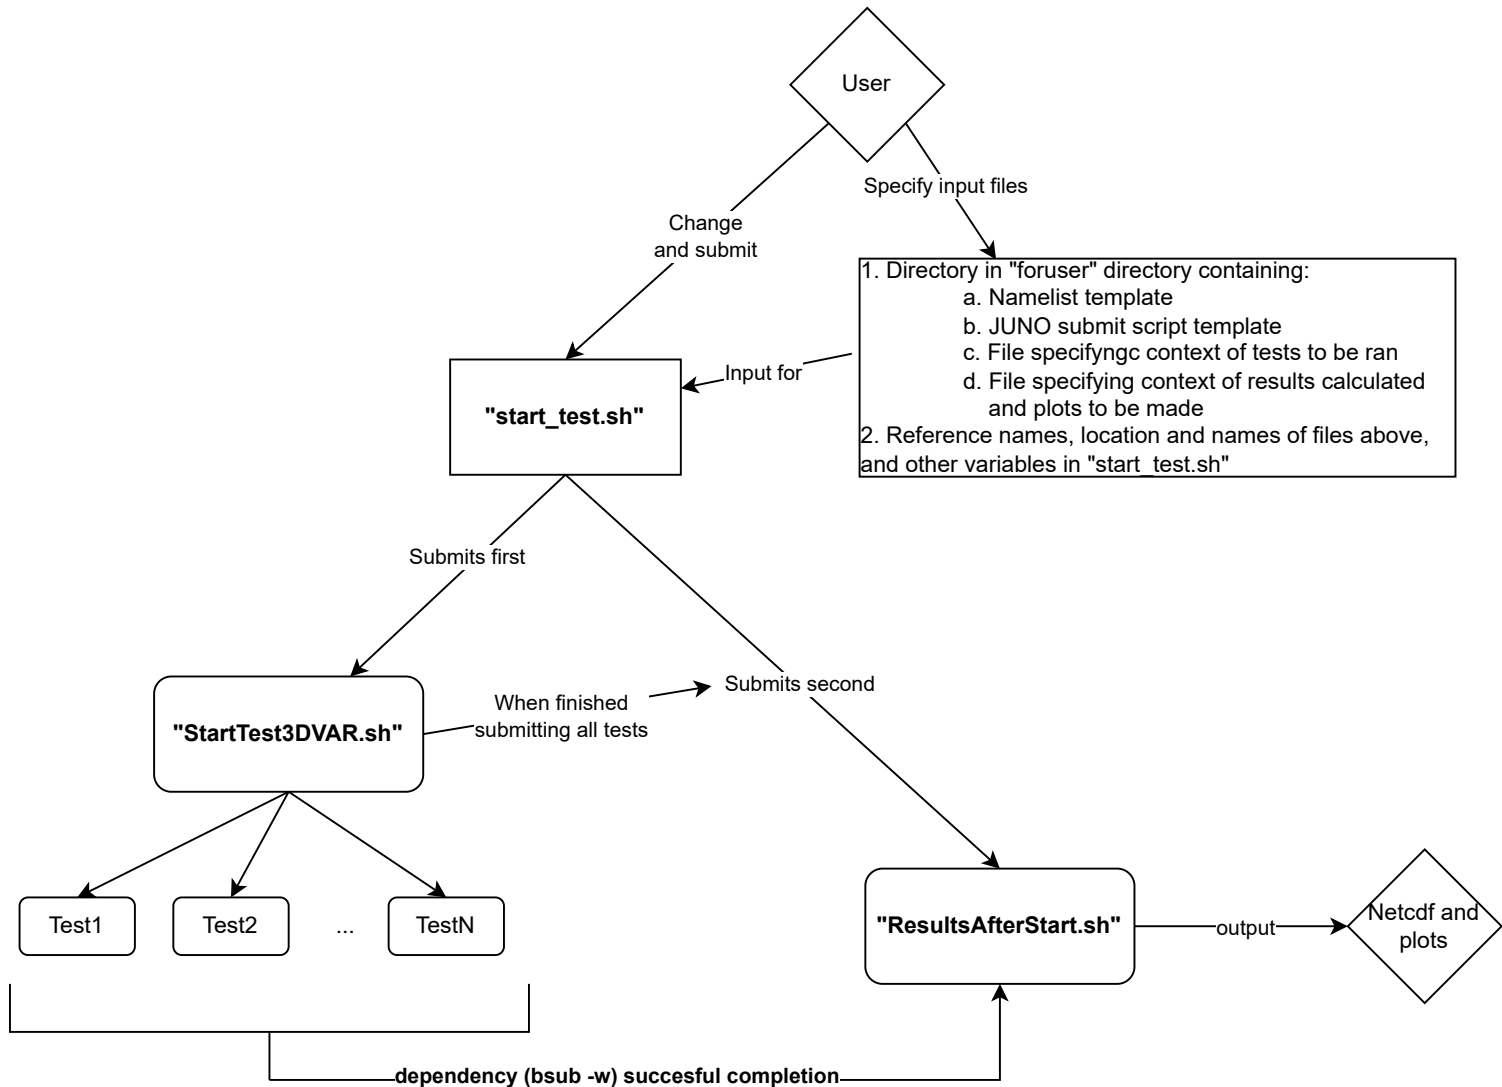 User
Specify input files
Change
and submit
1. Directory in "foruser" directory containing:
a. Namelist template
b. JUNO submit script template
c. File specifyngc context of tests to be ran
d. File specifying context of results calculated
and plots to be made
2. Reference names, location and names of files above,
and other variables in "start_test.sh"
Input for
"start_test.sh"
Submits first
Submits second
When finished
submitting all tests
"StartTest3DVAR.sh"
Test1
Test2
...
TestN
"ResultsAfterStart.sh"
output
Netcdf and
plots
dependency (bsub -w) succesful completion